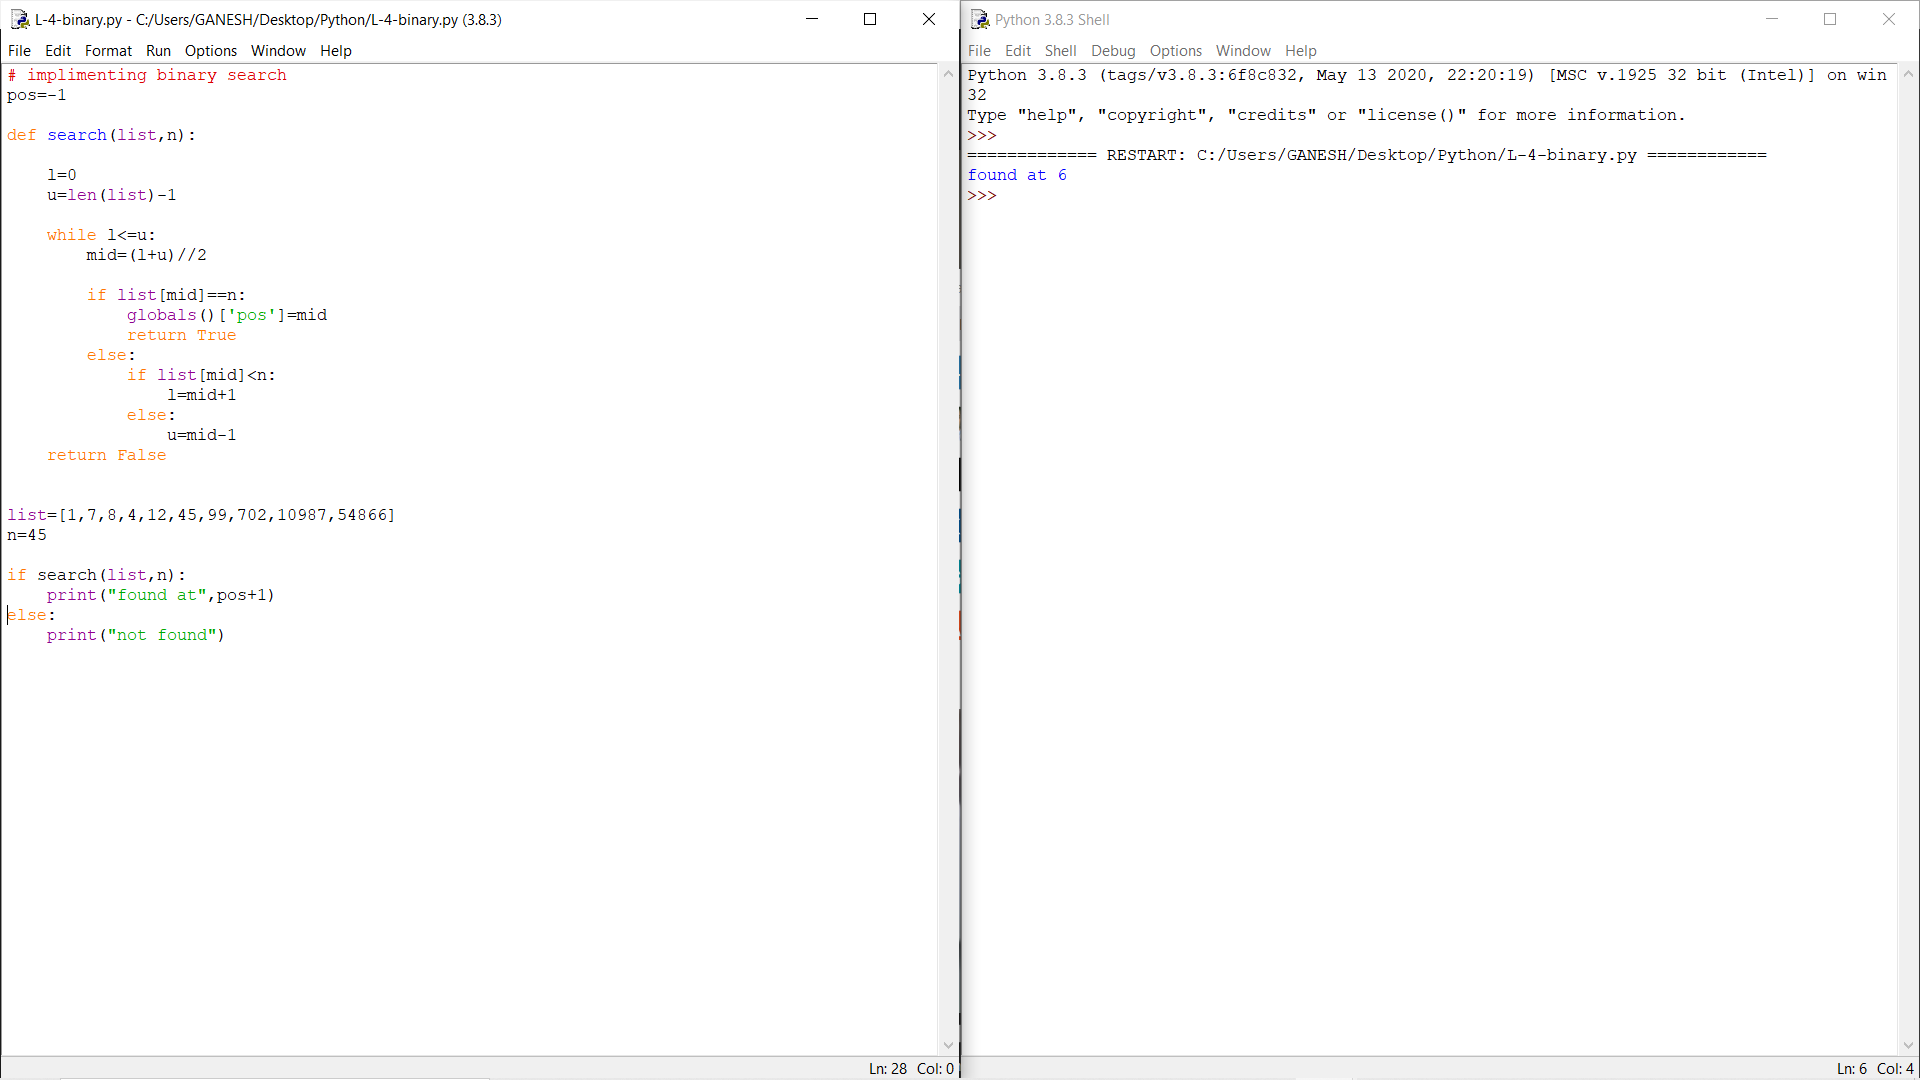 L-4-binary.py - C:/Users/GANESH/Desktop/Python/L-4-binary.py (3.8.3)
File Edit Format Run Options Window Help
# implimenting binary search
pos=-1
def search(list,n):
l=0
u=len(list)-1
while l<=u:
mid=(l+u)//2
if list[mid]==n:
globals()['pos']=mid
return True
else:
if list[mid]<n:
l=mid+1
else:
u=mid-1
return False
list=[1,7,8,4,12,45,99,702,10987,54866]
n=45
if search(list,n):
print("found at",pos+1)
else:
print("not found")
Ln: 28 Col: 0
Python 3.8.3 Shell
File Edit Shell Debug Options Window Help
Python 3.8.3 (tags/v3.8.3:6f8c832, May 13 2020, 22:20:19) [MSC v.1925 32 bit (Intel)] on win
32
Type "help", "copyright", "credits" or "license()" for more information.
>>>
============= RESTART: C:/Users/GANESH/Desktop/Python/L-4-binary.py ============
found at 6
>>>
Ln: 6 Col: 4